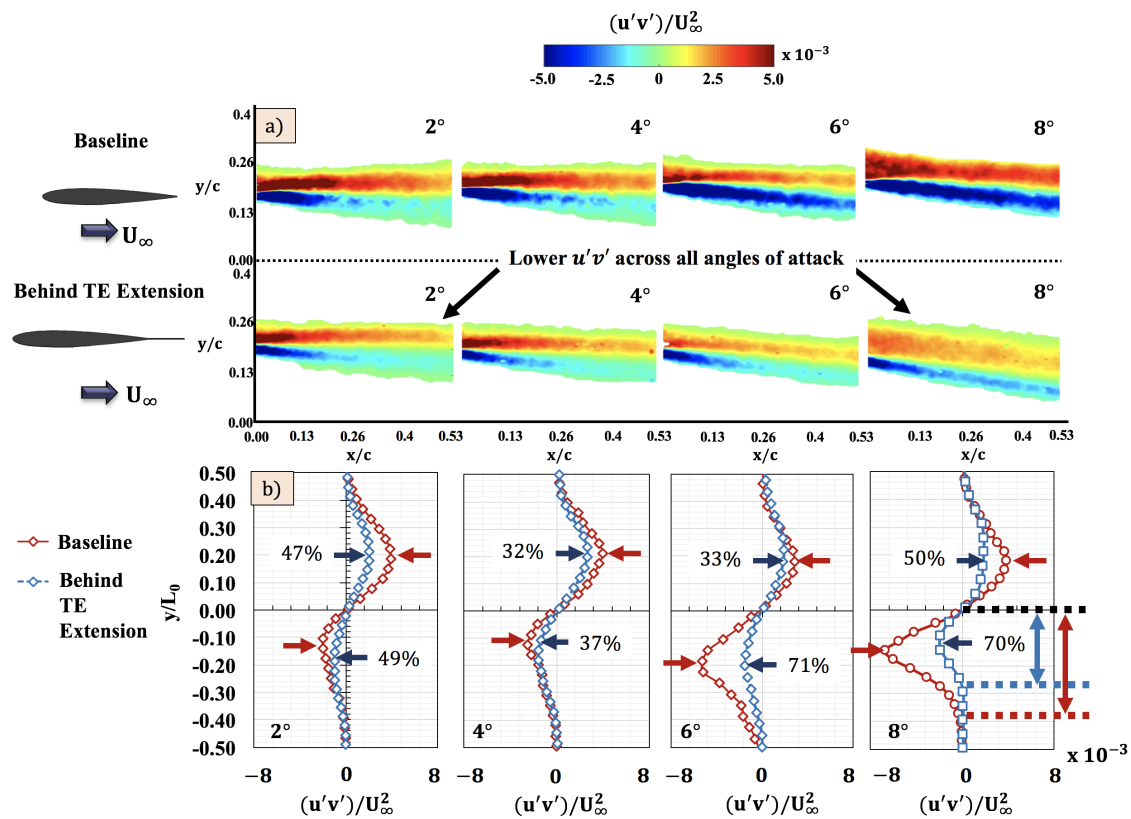 (u′v′)/U∞²
x 10⁻³
-5.0 -2.5 0 2.5 5.0
a)
0.4
2° 4° 6° 8°
Baseline
0.26
y/c
0.13
U∞
0.00
Lower u′v′ across all angles of attack
0.4
Behind TE Extension
2° 4° 6° 8°
0.26
y/c
0.13
U∞
0.00
0.00 0.13 0.26 0.4 0.53 0.13 0.26 0.4 0.53 0.13 0.26 0.4 0.53 0.13 0.26 0.4 0.53
x/c x/c x/c x/c
b)
0.50
0.40
0.30
0.20
0.10
0.00
-0.10
-0.20
-0.30
-0.40
-0.50
y/L₀
Baseline
Behind
TE
Extension
47% 32% 33% 50%
49% 37% 71% 70%
2° 4° 6° 8°
x 10⁻³
−8 0 8 −8 0 8 −8 0 8 −8 0 8
(u′v′)/U∞² (u′v′)/U∞² (u′v′)/U∞² (u′v′)/U∞²